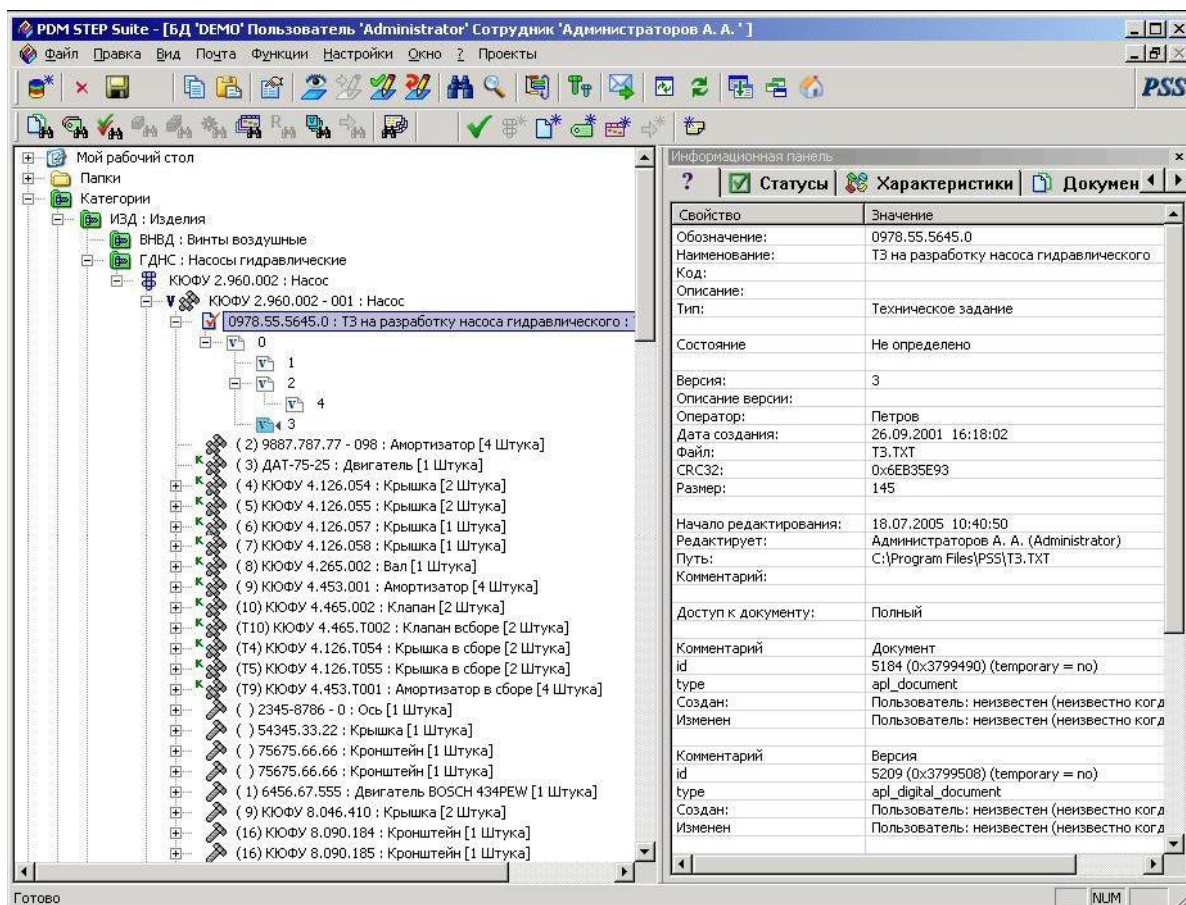 PDM STEP Suite - [БД 'DEMO' Пользователь 'Administrator' Сотрудник 'Администраторов А. А. ' ]
Файл Правка Вид Почта Функции Настройки Окно ? Проекты
PSS
Мой рабочий стол
Папки
Категории
ИЗД : Изделия
ВНВД : Винты воздушные
ГДНС : Насосы гидравлические
КЮФУ 2.960.002 : Насос
КЮФУ 2.960.002 - 001 : Насос
0978.55.5645.0 : ТЗ на разработку насоса гидравлического :
0
1
2
4
3
( 2) 9887.787.77 - 098 : Амортизатор [4 Штука]
( 3) ДАТ-75-25 : Двигатель [1 Штука]
( 4) КЮФУ 4.126.054 : Крышка [2 Штука]
( 5) КЮФУ 4.126.055 : Крышка [2 Штука]
( 6) КЮФУ 4.126.057 : Крышка [1 Штука]
( 7) КЮФУ 4.126.058 : Крышка [1 Штука]
( 8) КЮФУ 4.265.002 : Вал [1 Штука]
( 9) КЮФУ 4.453.001 : Амортизатор [4 Штука]
(10) КЮФУ 4.465.002 : Клапан [2 Штука]
(Т10) КЮФУ 4.465.Т002 : Клапан всборе [2 Штука]
(Т4) КЮФУ 4.126.Т054 : Крышка в сборе [2 Штука]
(Т5) КЮФУ 4.126.Т055 : Крышка в сборе [2 Штука]
(Т9) КЮФУ 4.453.Т001 : Амортизатор в сборе [4 Штука]
( ) 2345-8786 - 0 : Ось [1 Штука]
( ) 54345.33.22 : Крышка [1 Штука]
( ) 75675.66.66 : Кронштейн [1 Штука]
( ) 75675.66.66 : Кронштейн [1 Штука]
( 1) 6456.67.555 : Двигатель BOSCH 434PEW [1 Штука]
( 9) КЮФУ 8.046.410 : Крышка [2 Штука]
(16) КЮФУ 8.090.184 : Кронштейн [1 Штука]
(16) КЮФУ 8.090.185 : Кронштейн [1 Штука]
Информационная панель
? Статусы Характеристики Докумен
Свойство Значение
Обозначение: 0978.55.5645.0
Наименование: ТЗ на разработку насоса гидравлического
Код:
Описание:
Тип: Техническое задание
Состояние Не определено
Версия: 3
Описание версии:
Оператор: Петров
Дата создания: 26.09.2001 16:18:02
Файл: ТЗ.TXT
CRC32: 0x6EB35E93
Размер: 145
Начало редактирования: 18.07.2005 10:40:50
Редактирует: Администраторов А. А. (Administrator)
Путь: C:\Program Files\PSS\ТЗ.TXT
Комментарий:
Доступ к документу: Полный
Комментарий Документ
id 5184 (0x3799490) (temporary = no)
type apl_document
Создан: Пользователь: неизвестен (неизвестно когд
Изменен Пользователь: неизвестен (неизвестно когд
Комментарий Версия
id 5209 (0x3799508) (temporary = no)
type apl_digital_document
Создан: Пользователь: неизвестен (неизвестно когд
Изменен Пользователь: неизвестен (неизвестно когд
Готово NUM